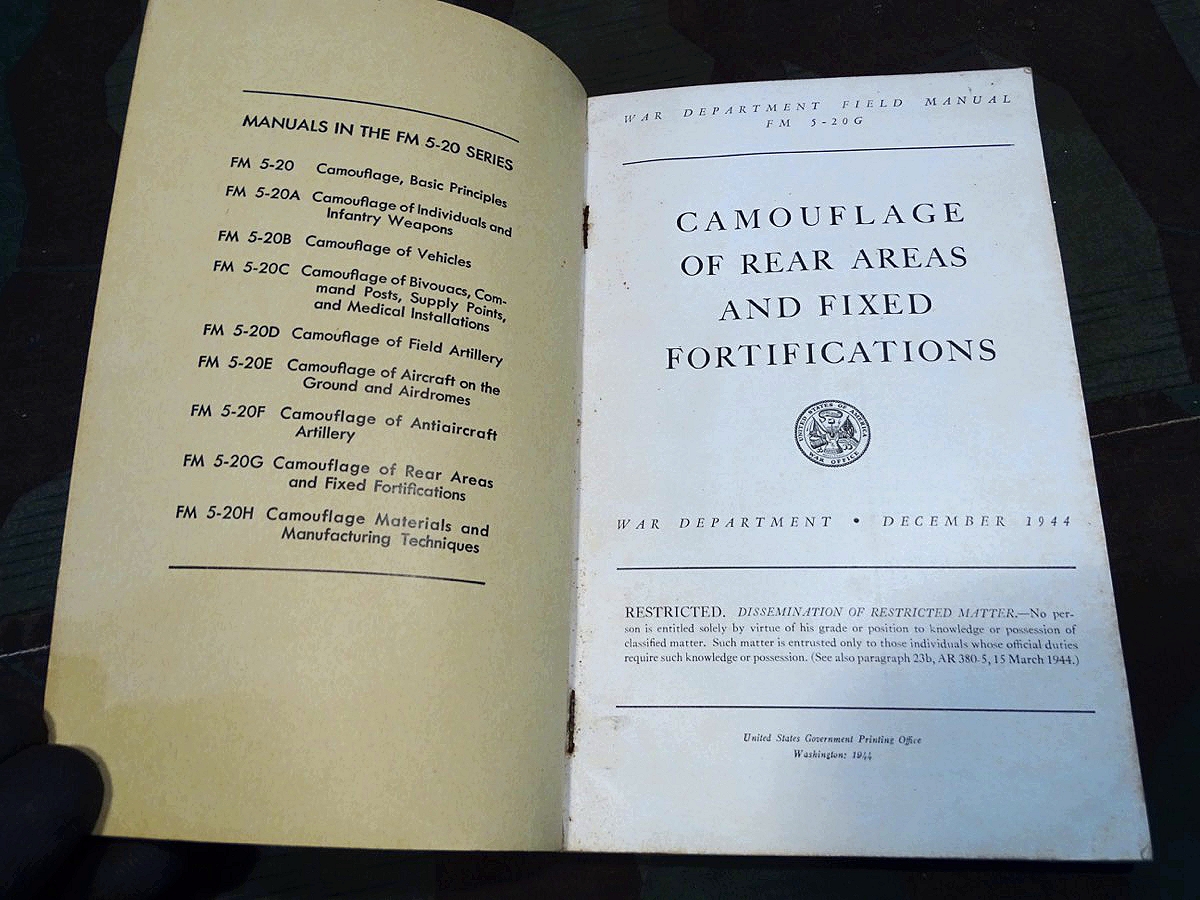 MANUALS IN THE FM 5-20 SERIES
FM 5-20 Camouflage, Basic Principles
FM 5-20A Camouflage of Individuals and
Infantry Weapons
FM 5-20B Camouflage of Vehicles
FM 5-20C Camouflage of Bivouacs, Com-
mand Posts, Supply Points,
and Medical Installations
FM 5-20D Camouflage of Field Artillery
FM 5-20E Camouflage of Aircraft on the
Ground and Airdromes
FM 5-20F Camouflage of Antiaircraft
Artillery
FM 5-20G Camouflage of Rear Areas
and Fixed Fortifications
FM 5-20H Camouflage Materials and
Manufacturing Techniques
WAR DEPARTMENT FIELD MANUAL
FM 5-20G
CAMOUFLAGE
OF REAR AREAS
AND FIXED
FORTIFICATIONS
UNITED STATES OF AMERICA
WAR OFFICE
WAR DEPARTMENT • DECEMBER 1944
RESTRICTED. DISSEMINATION OF RESTRICTED MATTER.—No per-
son is entitled solely by virtue of his grade or position to knowledge or possession of
classified matter. Such matter is entrusted only to those individuals whose official duties
require such knowledge or possession. (See also paragraph 23b, AR 380-5, 15 March 1944.)
United States Government Printing Office
Washington: 1944